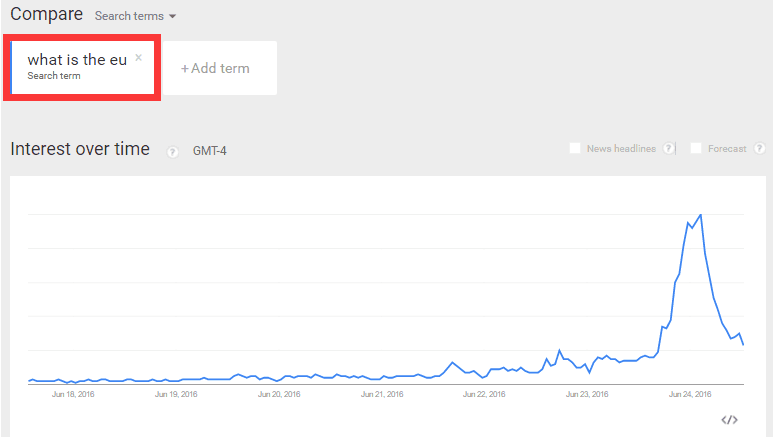 Compare Search terms
what is the eu ×
Search term
+Add term
Interest over time ? GMT-4
News headlines ? Forecast ?
Jun 18, 2016 Jun 19, 2016 Jun 20, 2016 Jun 21, 2016 Jun 22, 2016 Jun 23, 2016 Jun 24, 2016
</>